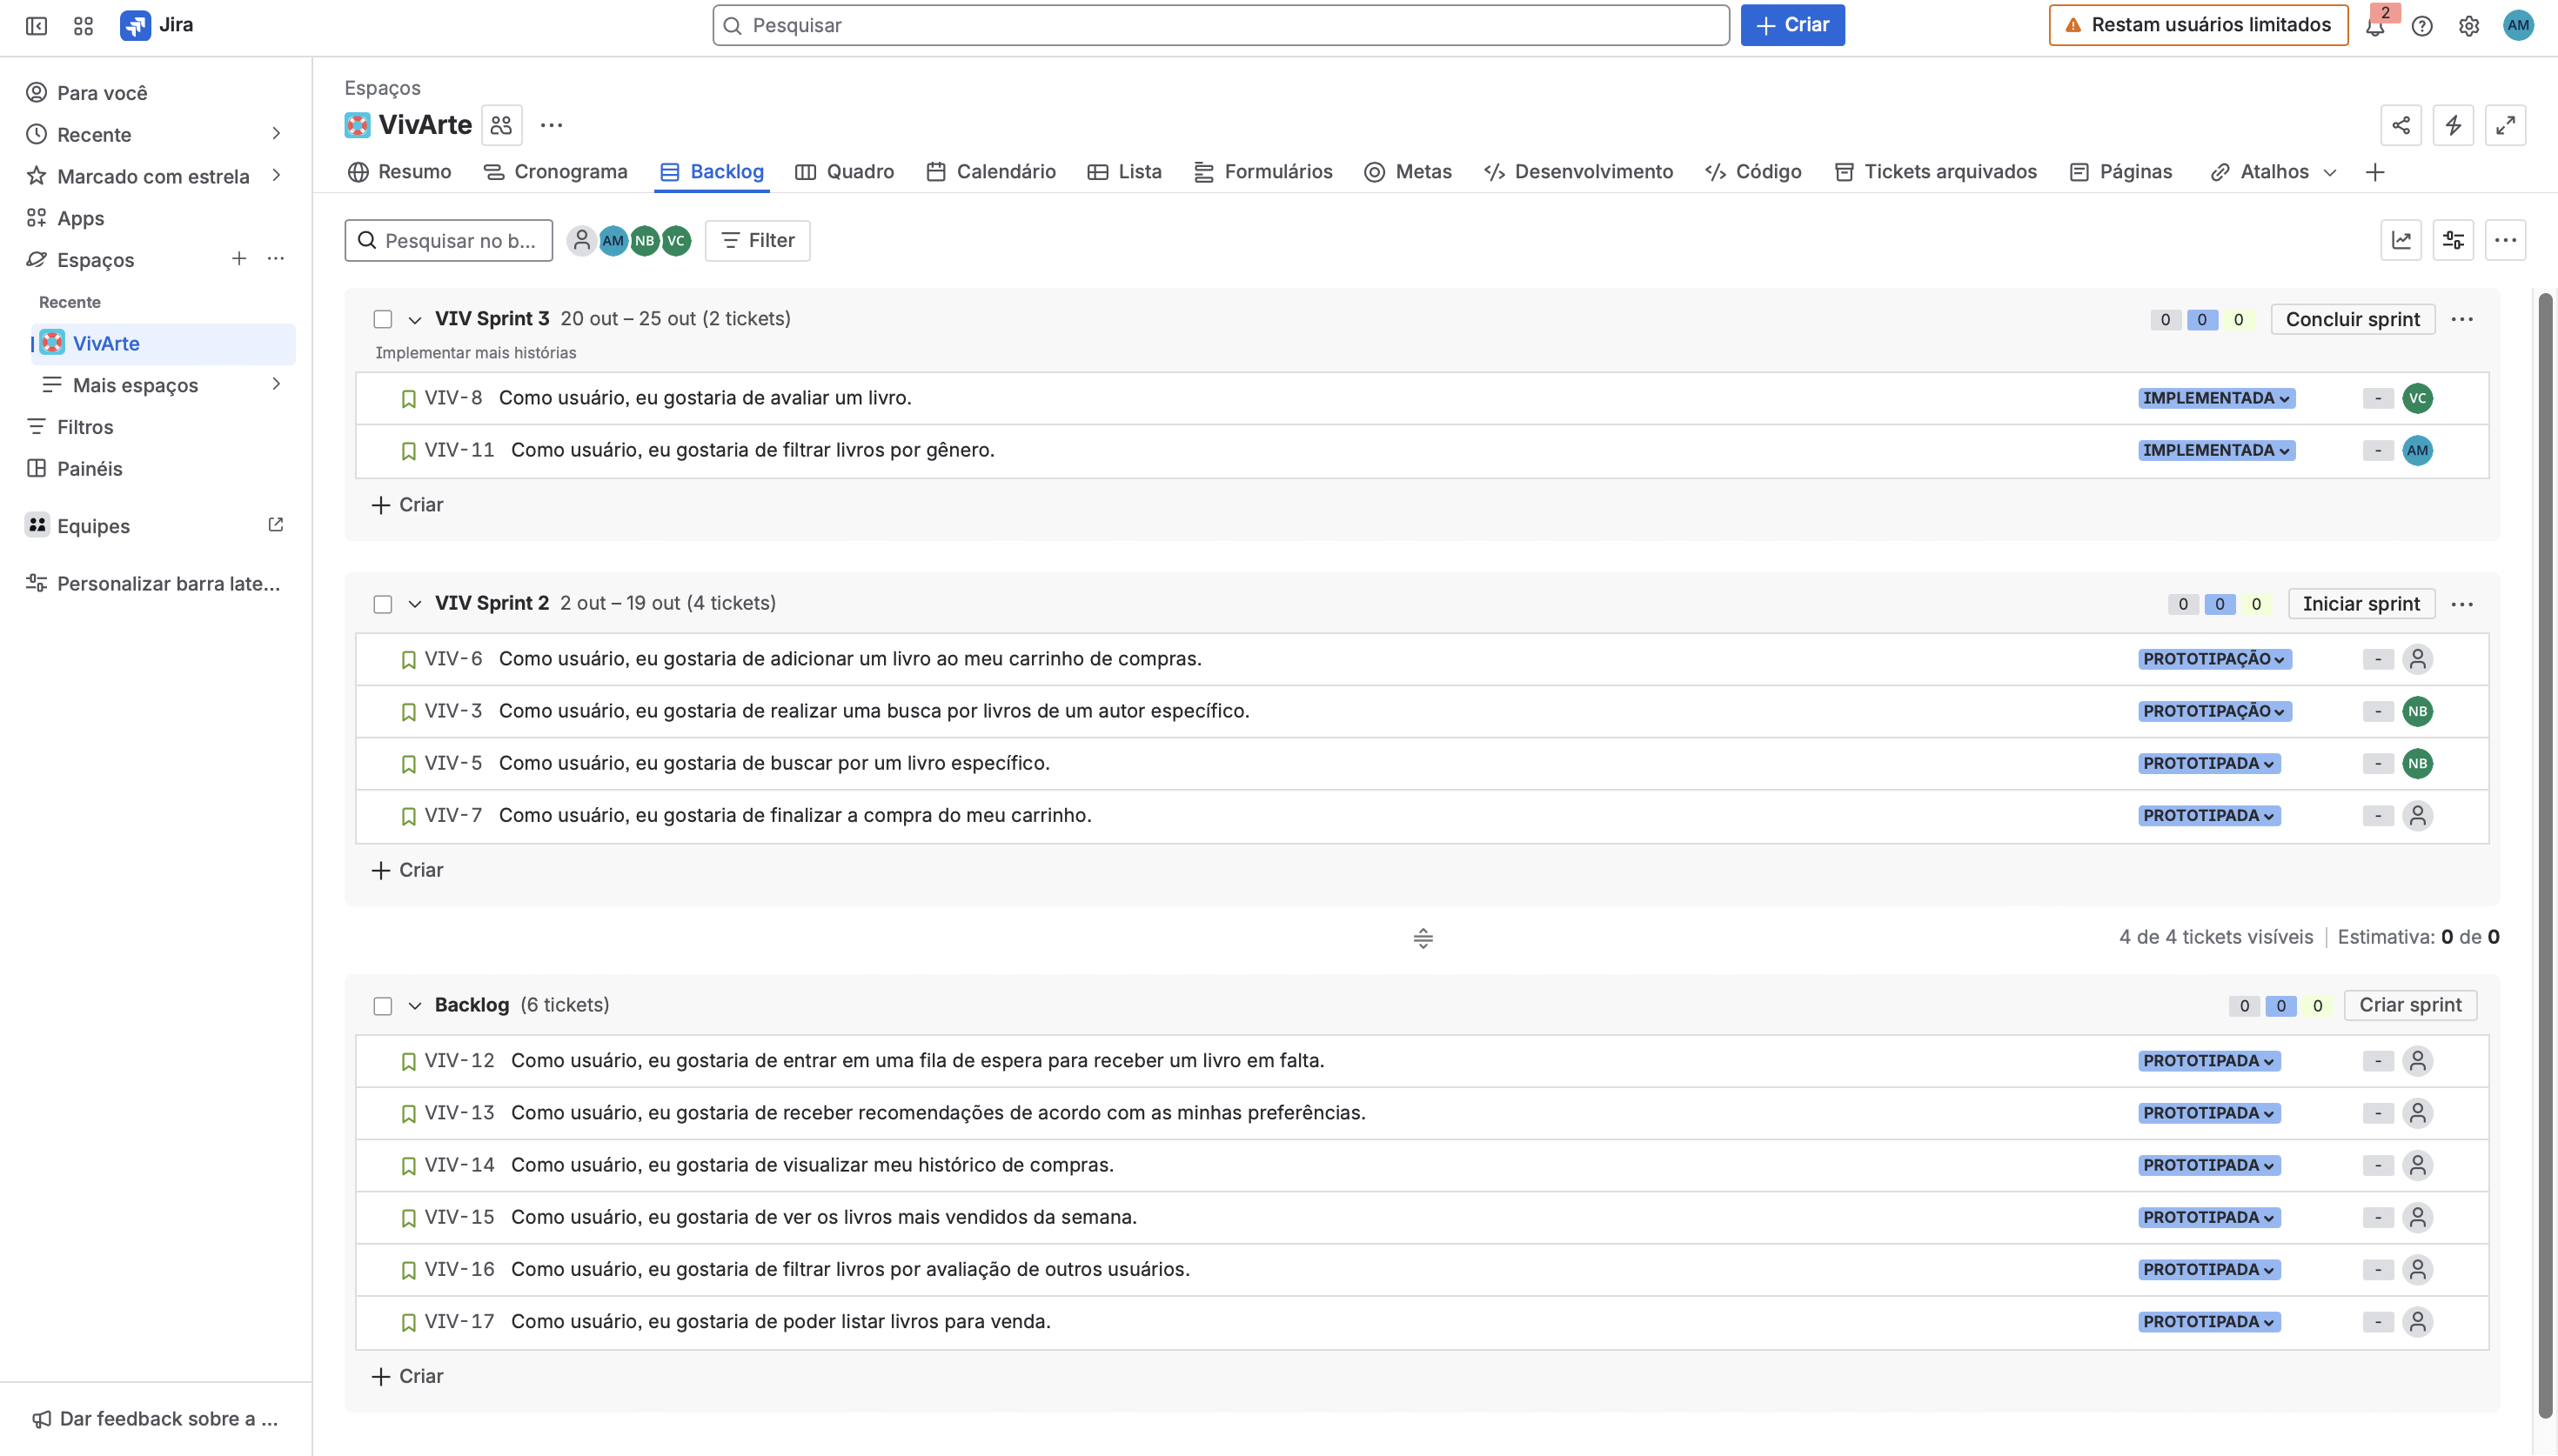 Jira
Pesquisar
Criar
Restam usuários limitados
2
AM
Para você
Recente
Marcado com estrela
Apps
Espaços
Recente
VivArte
Mais espaços
Filtros
Painéis
Equipes
Personalizar barra late...
Dar feedback sobre a ...
Espaços
VivArte
Resumo
Cronograma
Backlog
Quadro
Calendário
Lista
Formulários
Metas
Desenvolvimento
Código
Tickets arquivados
Páginas
Atalhos
Pesquisar no b...
AM NB VC
Filter
VIV Sprint 3 20 out – 25 out (2 tickets)
0 0 0 Concluir sprint
Implementar mais histórias
VIV-8 Como usuário, eu gostaria de avaliar um livro. IMPLEMENTADA - VC
VIV-11 Como usuário, eu gostaria de filtrar livros por gênero. IMPLEMENTADA - AM
Criar
VIV Sprint 2 2 out – 19 out (4 tickets)
0 0 0 Iniciar sprint
VIV-6 Como usuário, eu gostaria de adicionar um livro ao meu carrinho de compras. PROTOTIPAÇÃO -
VIV-3 Como usuário, eu gostaria de realizar uma busca por livros de um autor específico. PROTOTIPAÇÃO - NB
VIV-5 Como usuário, eu gostaria de buscar por um livro específico. PROTOTIPADA - NB
VIV-7 Como usuário, eu gostaria de finalizar a compra do meu carrinho. PROTOTIPADA -
Criar
4 de 4 tickets visíveis | Estimativa: 0 de 0
Backlog (6 tickets)
0 0 0 Criar sprint
VIV-12 Como usuário, eu gostaria de entrar em uma fila de espera para receber um livro em falta. PROTOTIPADA -
VIV-13 Como usuário, eu gostaria de receber recomendações de acordo com as minhas preferências. PROTOTIPADA -
VIV-14 Como usuário, eu gostaria de visualizar meu histórico de compras. PROTOTIPADA -
VIV-15 Como usuário, eu gostaria de ver os livros mais vendidos da semana. PROTOTIPADA -
VIV-16 Como usuário, eu gostaria de filtrar livros por avaliação de outros usuários. PROTOTIPADA -
VIV-17 Como usuário, eu gostaria de poder listar livros para venda. PROTOTIPADA -
Criar